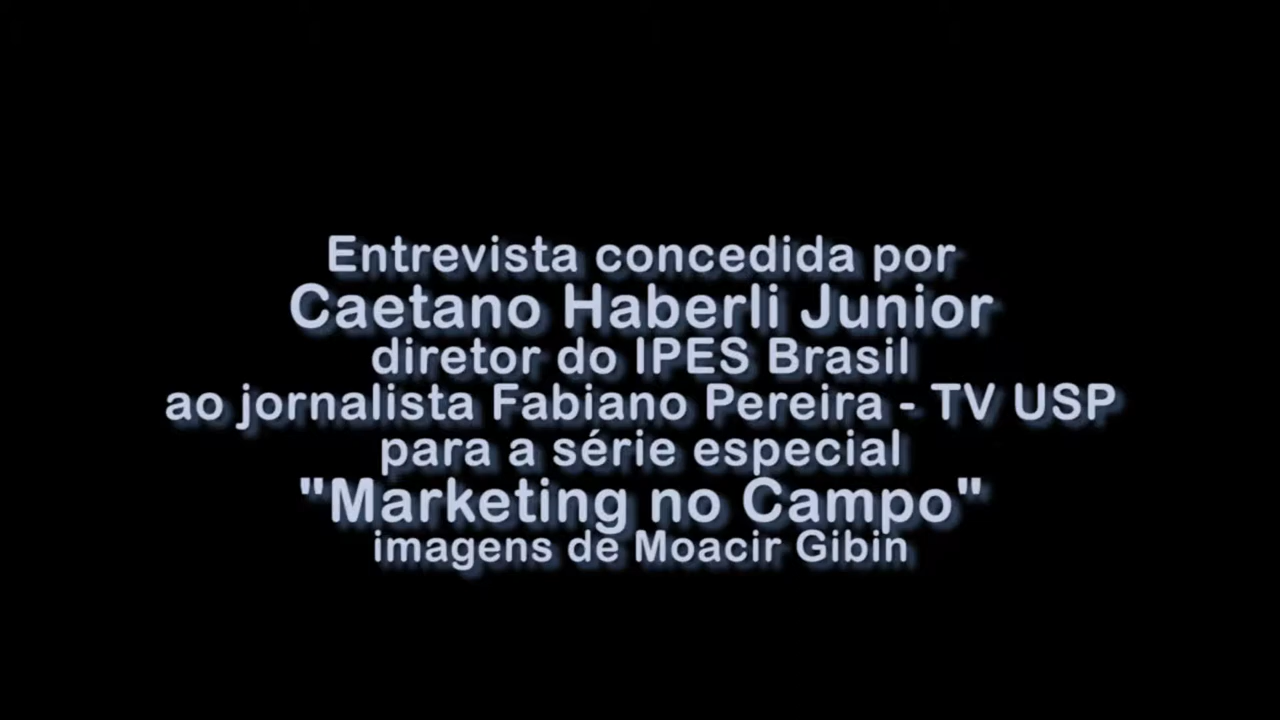 Entrevista concedida por
Caetano Haberli Junior
diretor do IPES Brasil
ao jornalista Fabiano Pereira - TV USP
para a série especial
"Marketing no Campo"
imagens de Moacir Gibin